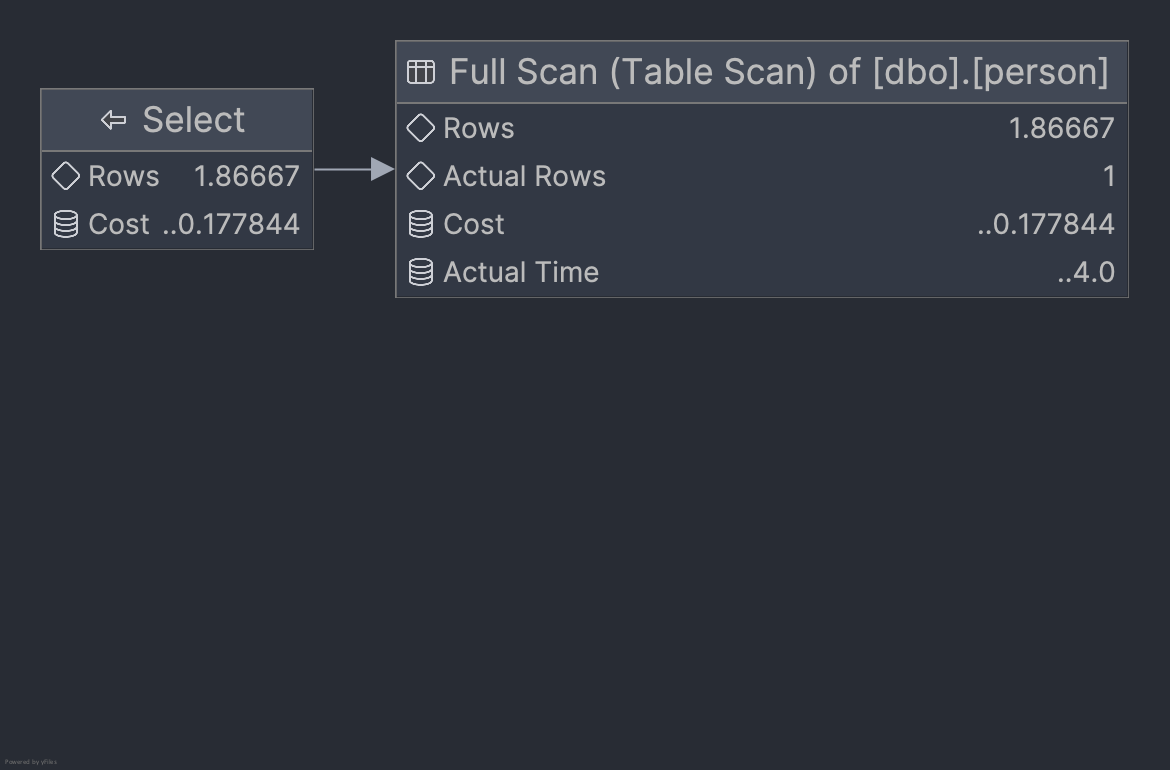 Select
Rows 1.86667
Cost ..0.177844
Full Scan (Table Scan) of [dbo].[person]
Rows 1.86667
Actual Rows 1
Cost ..0.177844
Actual Time ..4.0
Powered by yFiles